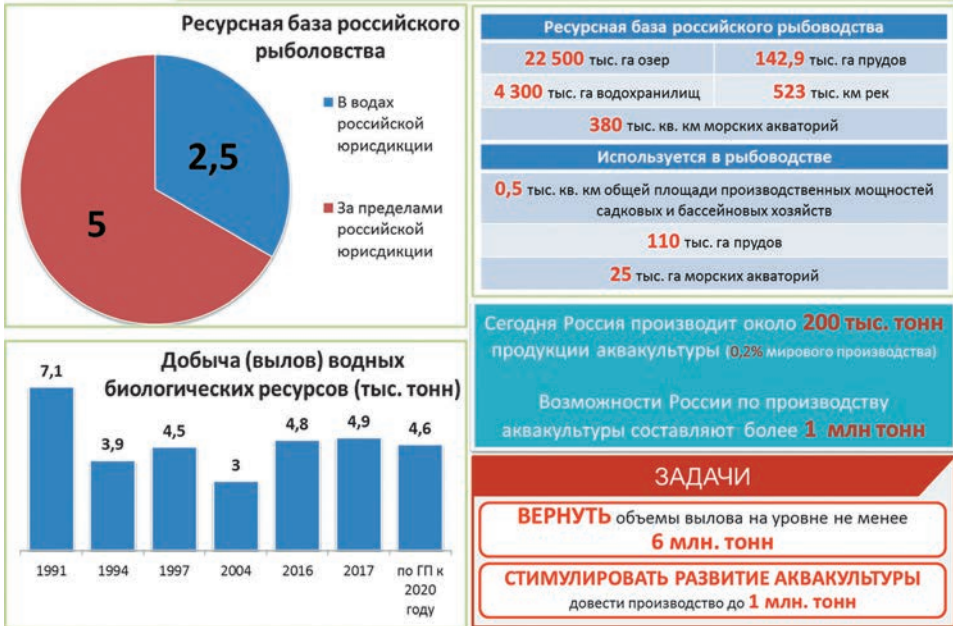 Ресурсная база российского
рыболовства
2,5
5
В водах
российской
юрисдикции
За пределами
российской
юрисдикции
Добыча (вылов) водных
биологических ресурсов (тыс. тонн)
7,1
3,9
4,5
3
4,8
4,9
4,6
1991
1994
1997
2004
2016
2017
по ГП к
2020
году
Ресурсная база российского рыбоводства
22 500 тыс. га озер
142,9 тыс. га прудов
4 300 тыс. га водохранилищ
523 тыс. км рек
380 тыс. кв. км морских акваторий
Используется в рыбоводстве
0,5 тыс. кв. км общей площади производственных мощностей
садковых и бассейновых хозяйств
110 тыс. га прудов
25 тыс. га морских акваторий
Сегодня Россия производит около 200 тыс. тонн
продукции аквакультуры (0,2% мирового производства)
Возможности России по производству
аквакультуры составляют более 1 млн тонн
ЗАДАЧИ
ВЕРНУТЬ объемы вылова на уровне не менее
6 млн. тонн
СТИМУЛИРОВАТЬ РАЗВИТИЕ АКВАКУЛЬТУРЫ
довести производство до 1 млн. тонн